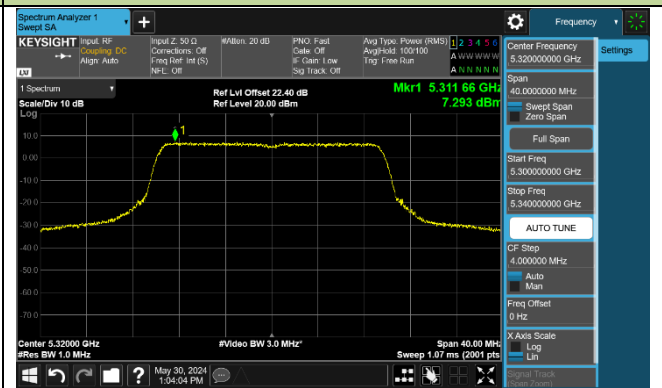 Spectrum Analyzer 1
Swept SA
+
Frequency
KEYSIGHT
Input: RF
Coupling: DC
Align: Auto
Input Z: 50 Ω
Corrections: Off
Freq Ref: Int (S)
NFE: Off
#Atten: 20 dB
PNO: Fast
Gate: Off
IF Gain: Low
Sig Track: Off
Avg Type: Power (RMS)
Avg|Hold: 100/100
Trig: Free Run
1 2 3 4 5 6
A W W W W W
A N N N N N
LXI
1 Spectrum
Scale/Div 10 dB
Log
Ref Lvl Offset 22.40 dB
Ref Level 20.00 dBm
Mkr1 5.311 66 GHz
7.293 dBm
1
10.0
0.00
-10.0
-20.0
-30.0
-40.0
-50.0
-60.0
-70.0
Center 5.32000 GHz
#Res BW 1.0 MHz
#Video BW 3.0 MHz*
Span 40.00 MHz
Sweep 1.07 ms (2001 pts)
Center Frequency
5.320000000 GHz
Settings
Span
40.0000000 MHz
Swept Span
Zero Span
Full Span
Start Freq
5.300000000 GHz
Stop Freq
5.340000000 GHz
AUTO TUNE
CF Step
4.000000 MHz
Auto
Man
Freq Offset
0 Hz
X Axis Scale
Log
Lin
Signal Track
(Span Zoom)
?
May 30, 2024
1:04:04 PM